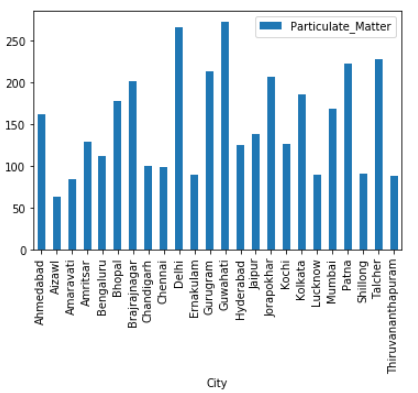 Particulate_Matter
250
200
150
100
50
0
Ahmedabad
Aizawl
Amaravati
Amritsar
Bengaluru
Bhopal
Brajrajnagar
Chandigarh
Chennai
Delhi
Ernakulam
Gurugram
Guwahati
Hyderabad
Jaipur
Jorapokhar
Kochi
Kolkata
Lucknow
Mumbai
Patna
Shillong
Talcher
Thiruvananthapuram
City